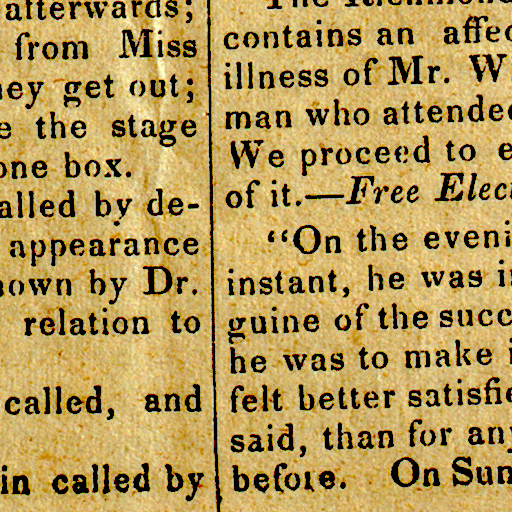 afterwards;
from Miss
ey get out;
e the stage
one box.
alled by de-
appearance
own by Dr.
relation to
called, and
in called by
The Richmond
contains an affec
illness of Mr. W
man who attended
We proceed to e
of it.—Free Elec
"On the eveni
instant, he was i
guine of the succ
he was to make i
felt better satisfie
said, than for any
before. On Sun